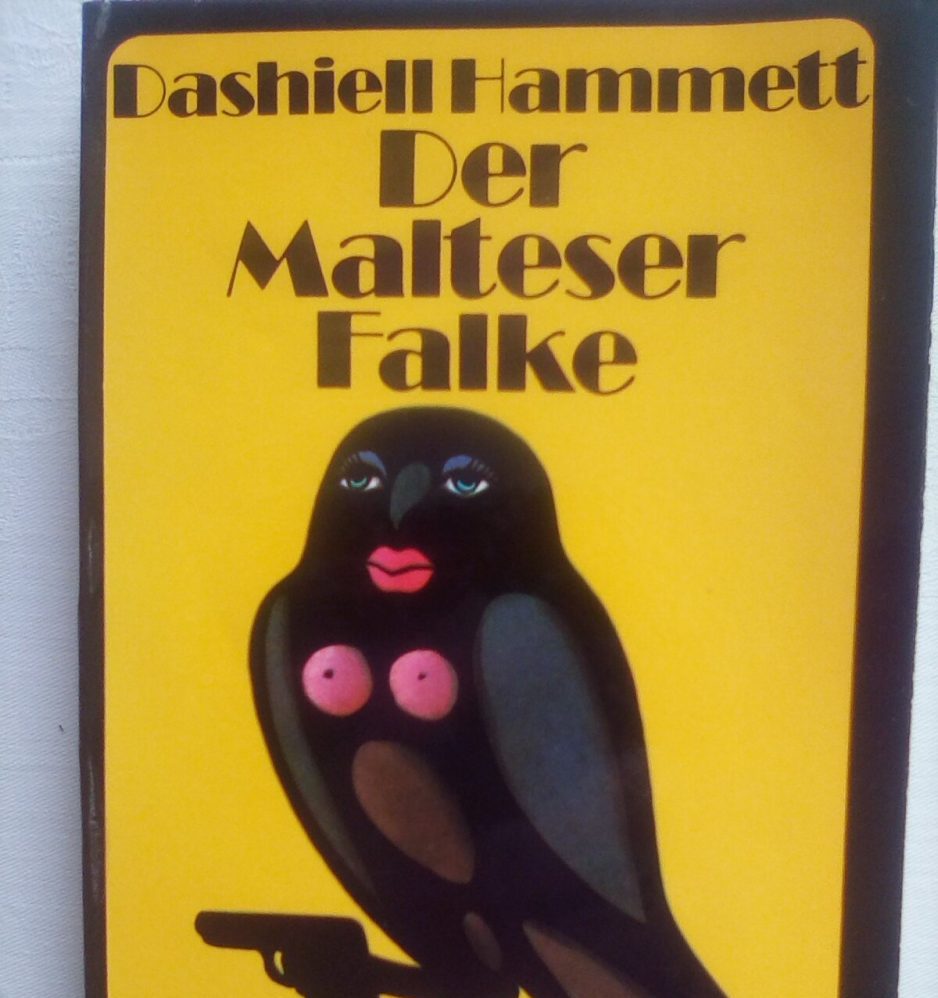 Dashiell Hammett
Der
Malteser
Falke